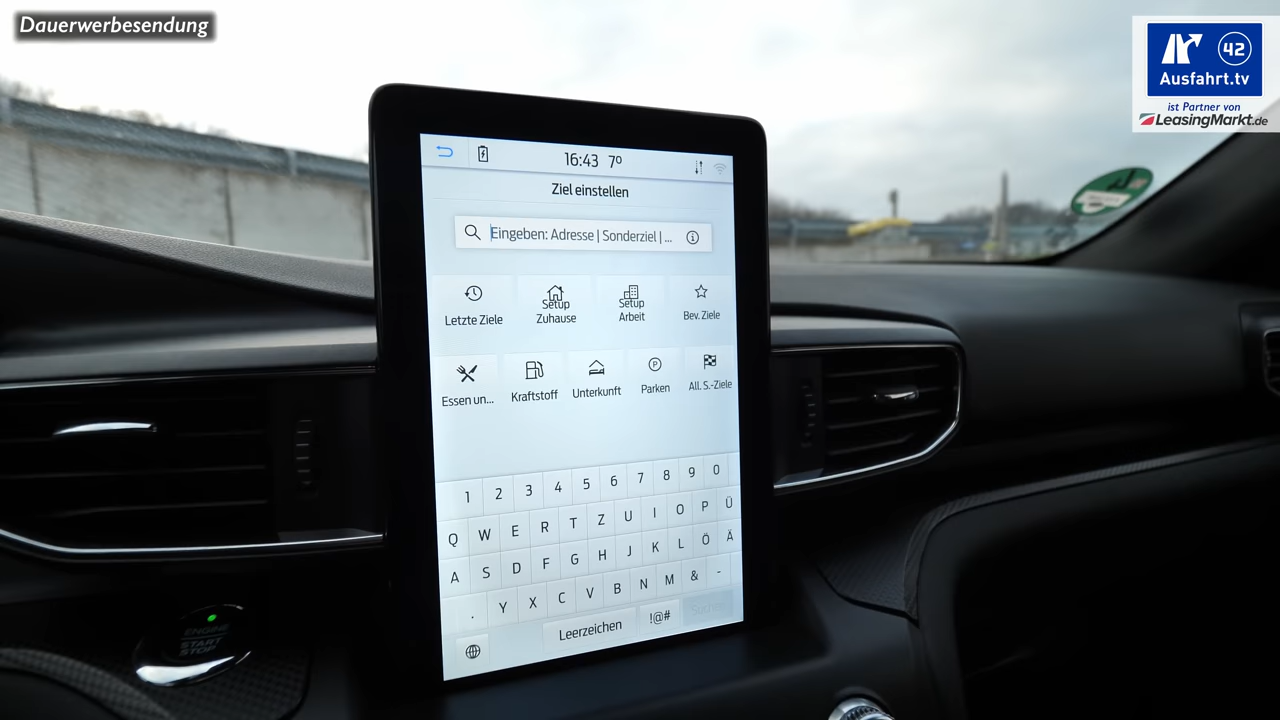 Dauerwerbesendung
42
Ausfahrt.tv
ist Partner von
LeasingMarkt.de
16:43 7°
Ziel einstellen
Eingeben: Adresse | Sonderziel | ...
Letzte Ziele
Setup
Zuhause
Setup
Arbeit
Bev. Ziele
Essen un...
Kraftstoff
Unterkunft
P
Parken
All. S.-Ziele
1 2 3 4 5 6 7 8 9 0
Q W E R T Z U I O P Ü
A S D F G H J K L Ö Ä
. Y X C V B N M & -
Leerzeichen !@# Suche
ENGINE
START
STOP